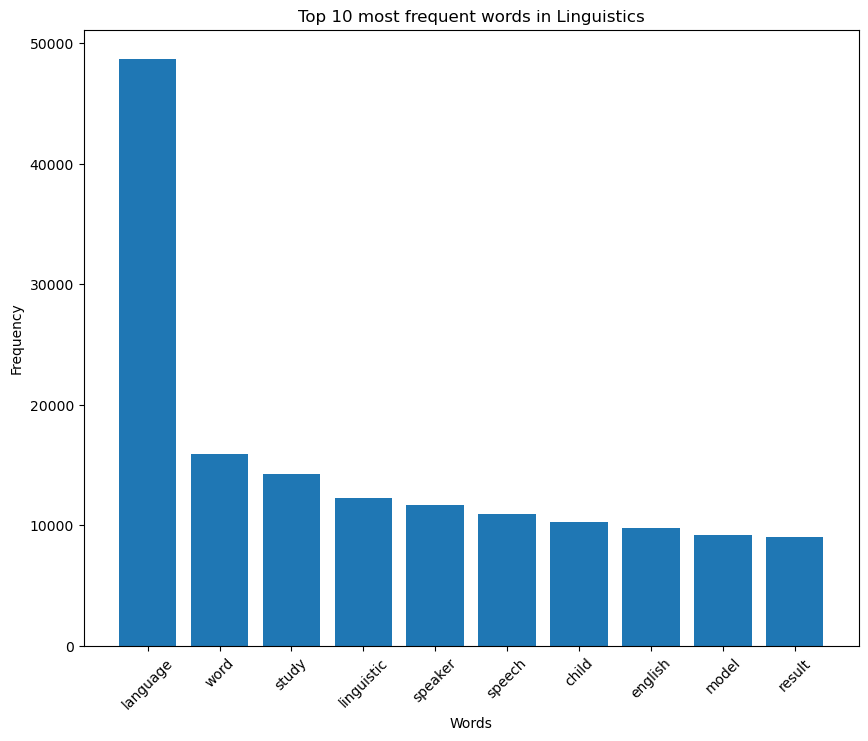 Top 10 most frequent words in Linguistics
50000
40000
30000
20000
10000
0
Frequency
language
word
study
linguistic
speaker
speech
child
english
model
result
Words